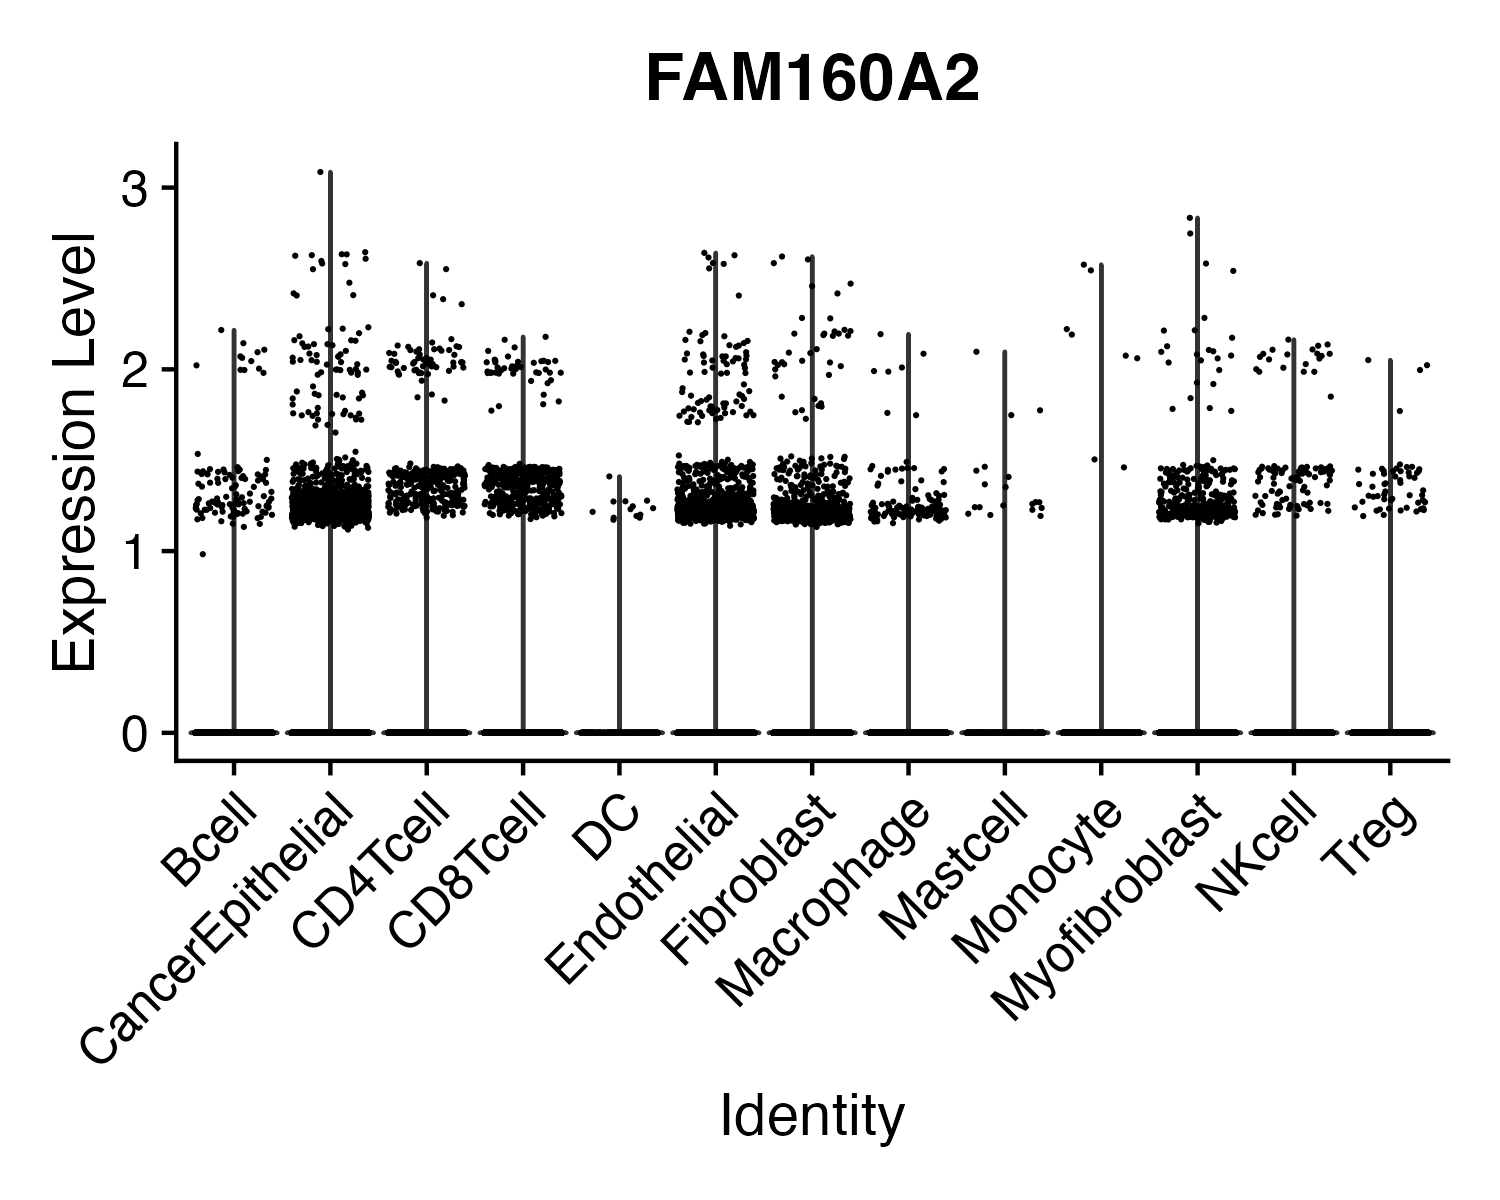 FAM160A2
Expression Level
3
2
1
0
Bcell
CancerEpithelial
CD4Tcell
CD8Tcell
DC
Endothelial
Fibroblast
Macrophage
Mastcell
Monocyte
Myofibroblast
NKcell
Treg
Identity